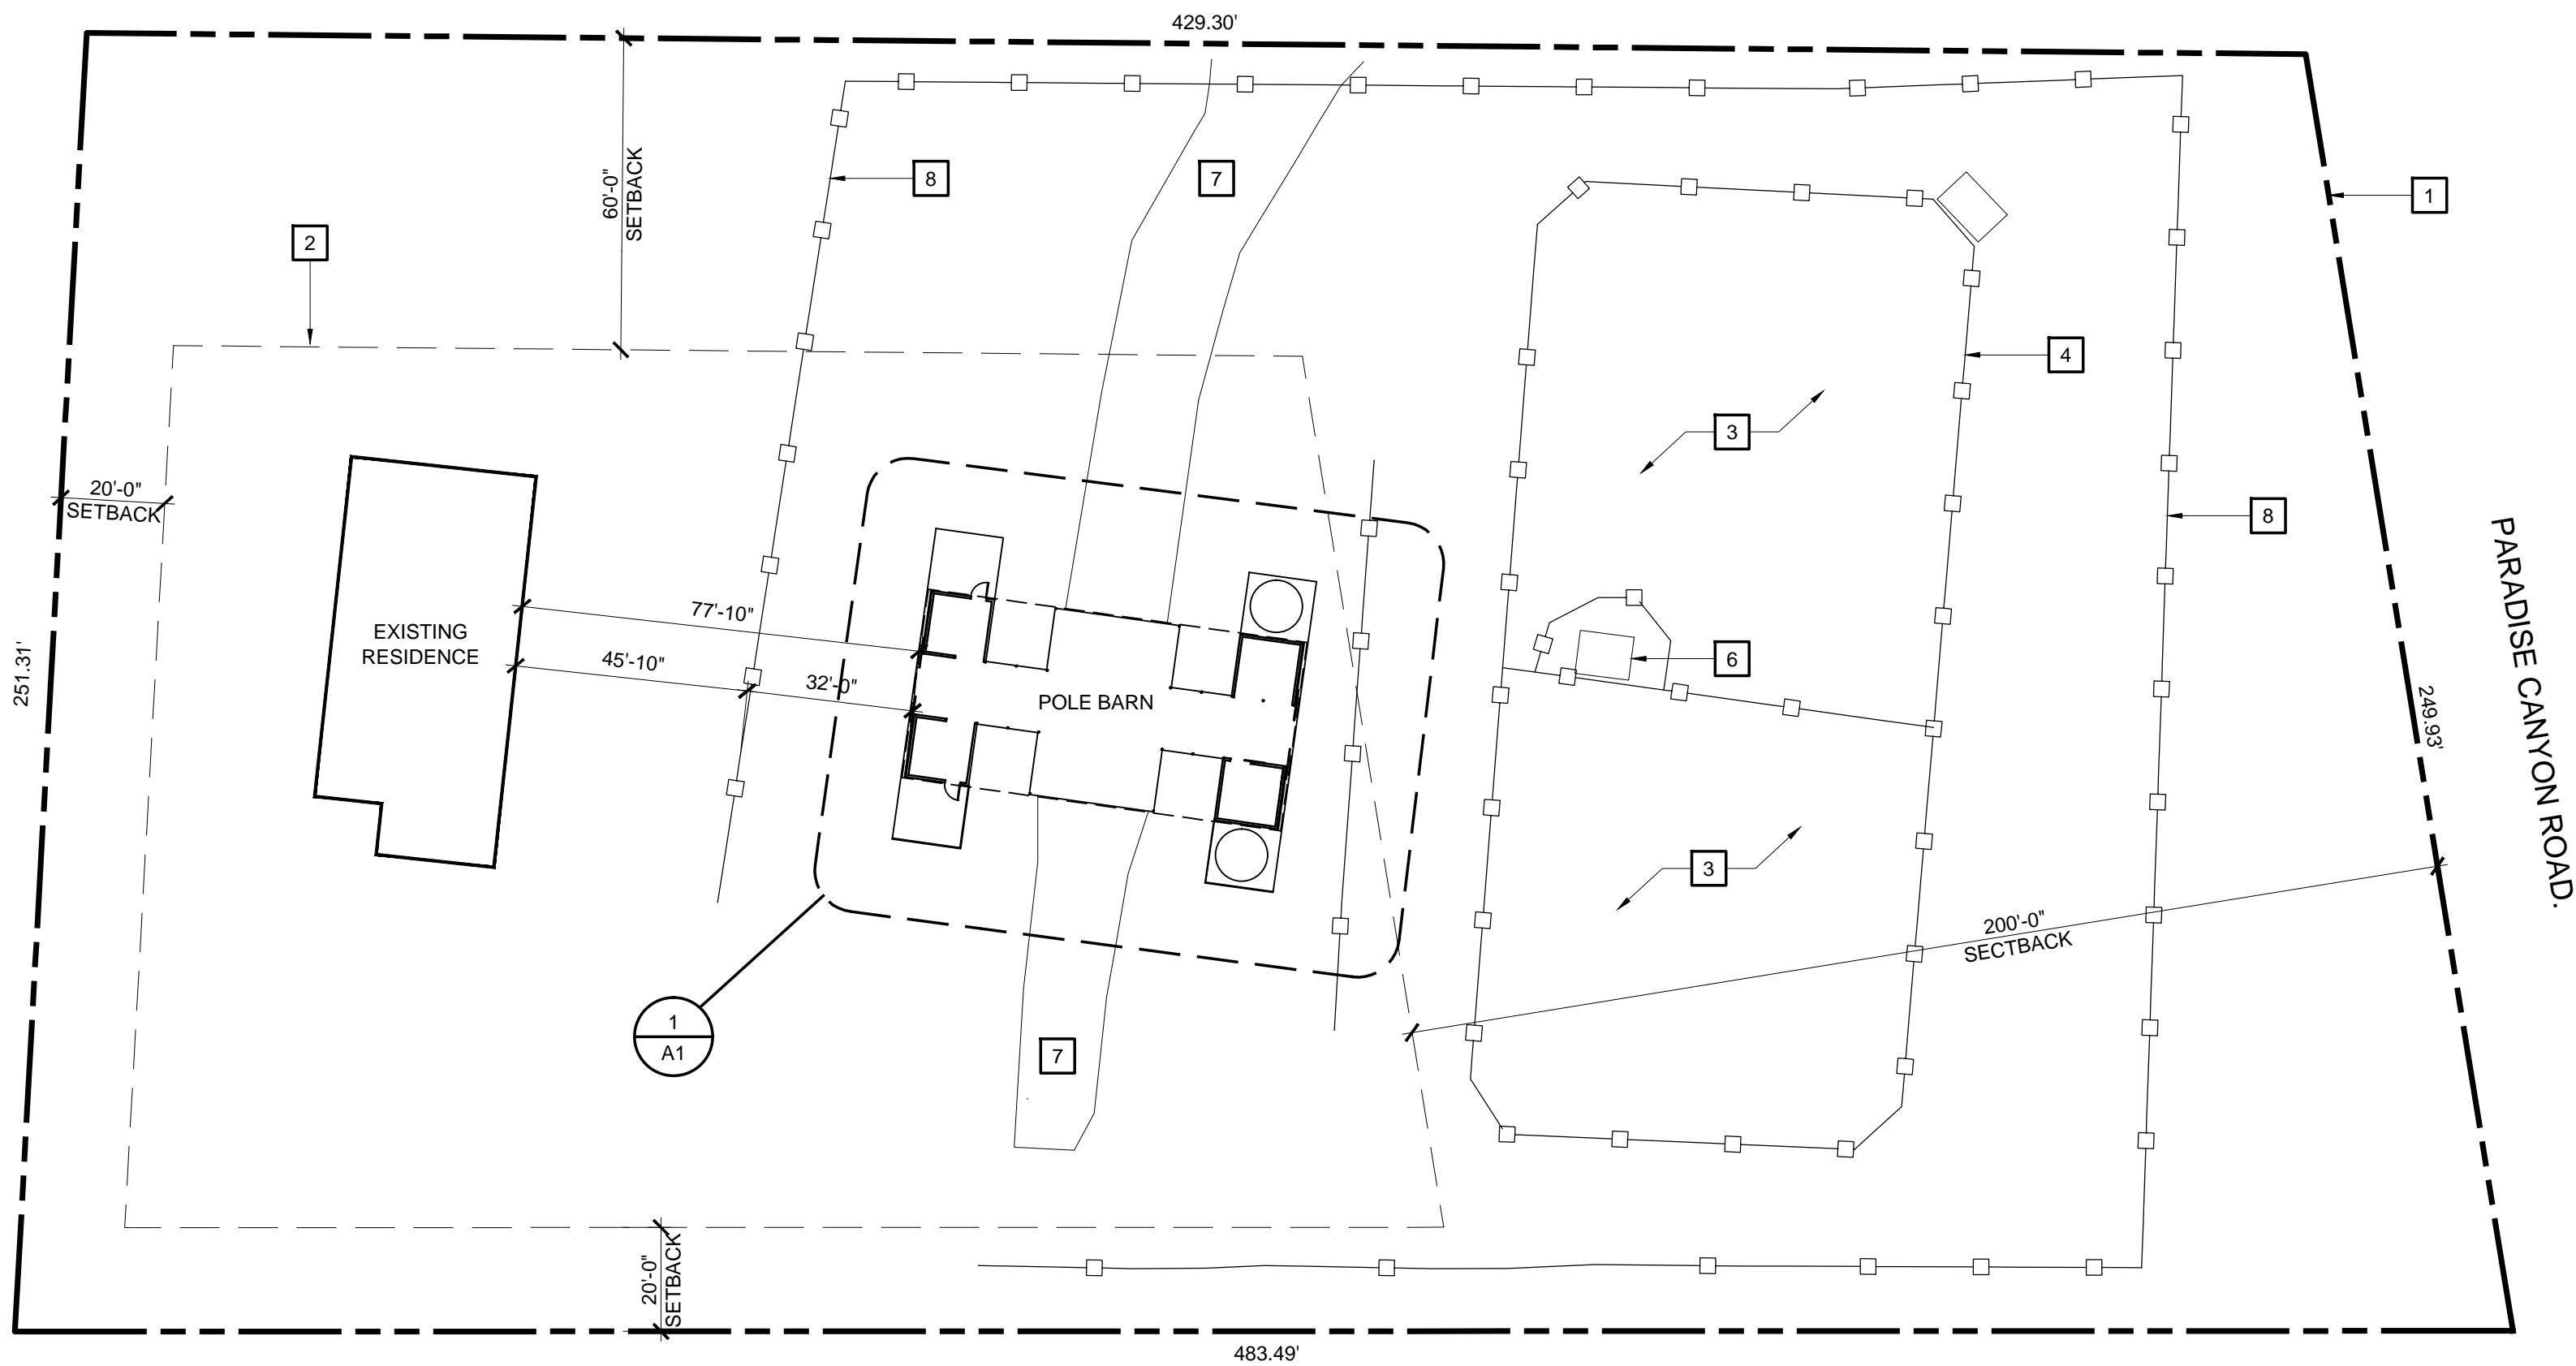 429.30'
60'-0"
SETBACK
8
7
1
2
4
3
20'-0"
SETBACK
8
PARADISE CANYON ROAD.
77'-10"
EXISTING
RESIDENCE
45'-10"
32'-0"
POLE BARN
6
251.31'
249.93'
3
200'-0"
SECTBACK
1
A1
7
20'-0"
SETBACK
483.49'